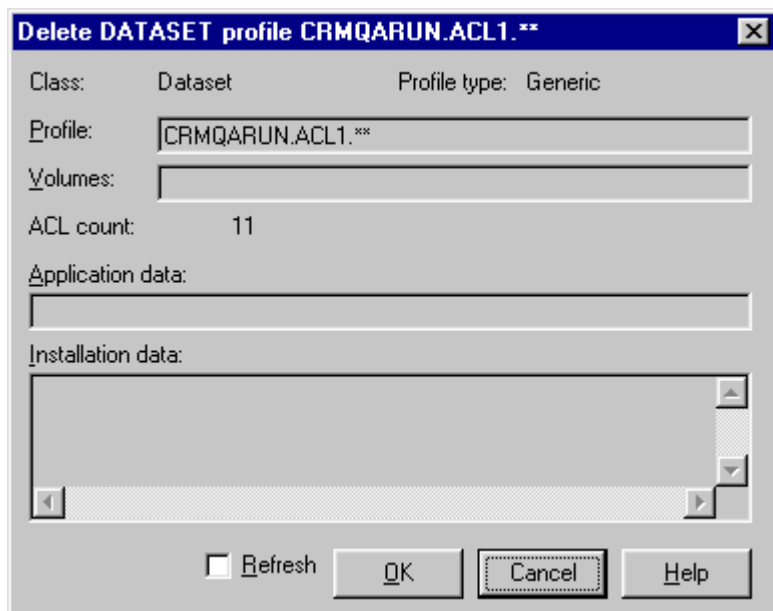 Delete DATASET profile CRMQARUN.ACL1.**
Class: Dataset Profile type: Generic
Profile: CRMQARUN.ACL1.**
Volumes:
ACL count: 11
Application data:
Installation data:
Refresh OK Cancel Help